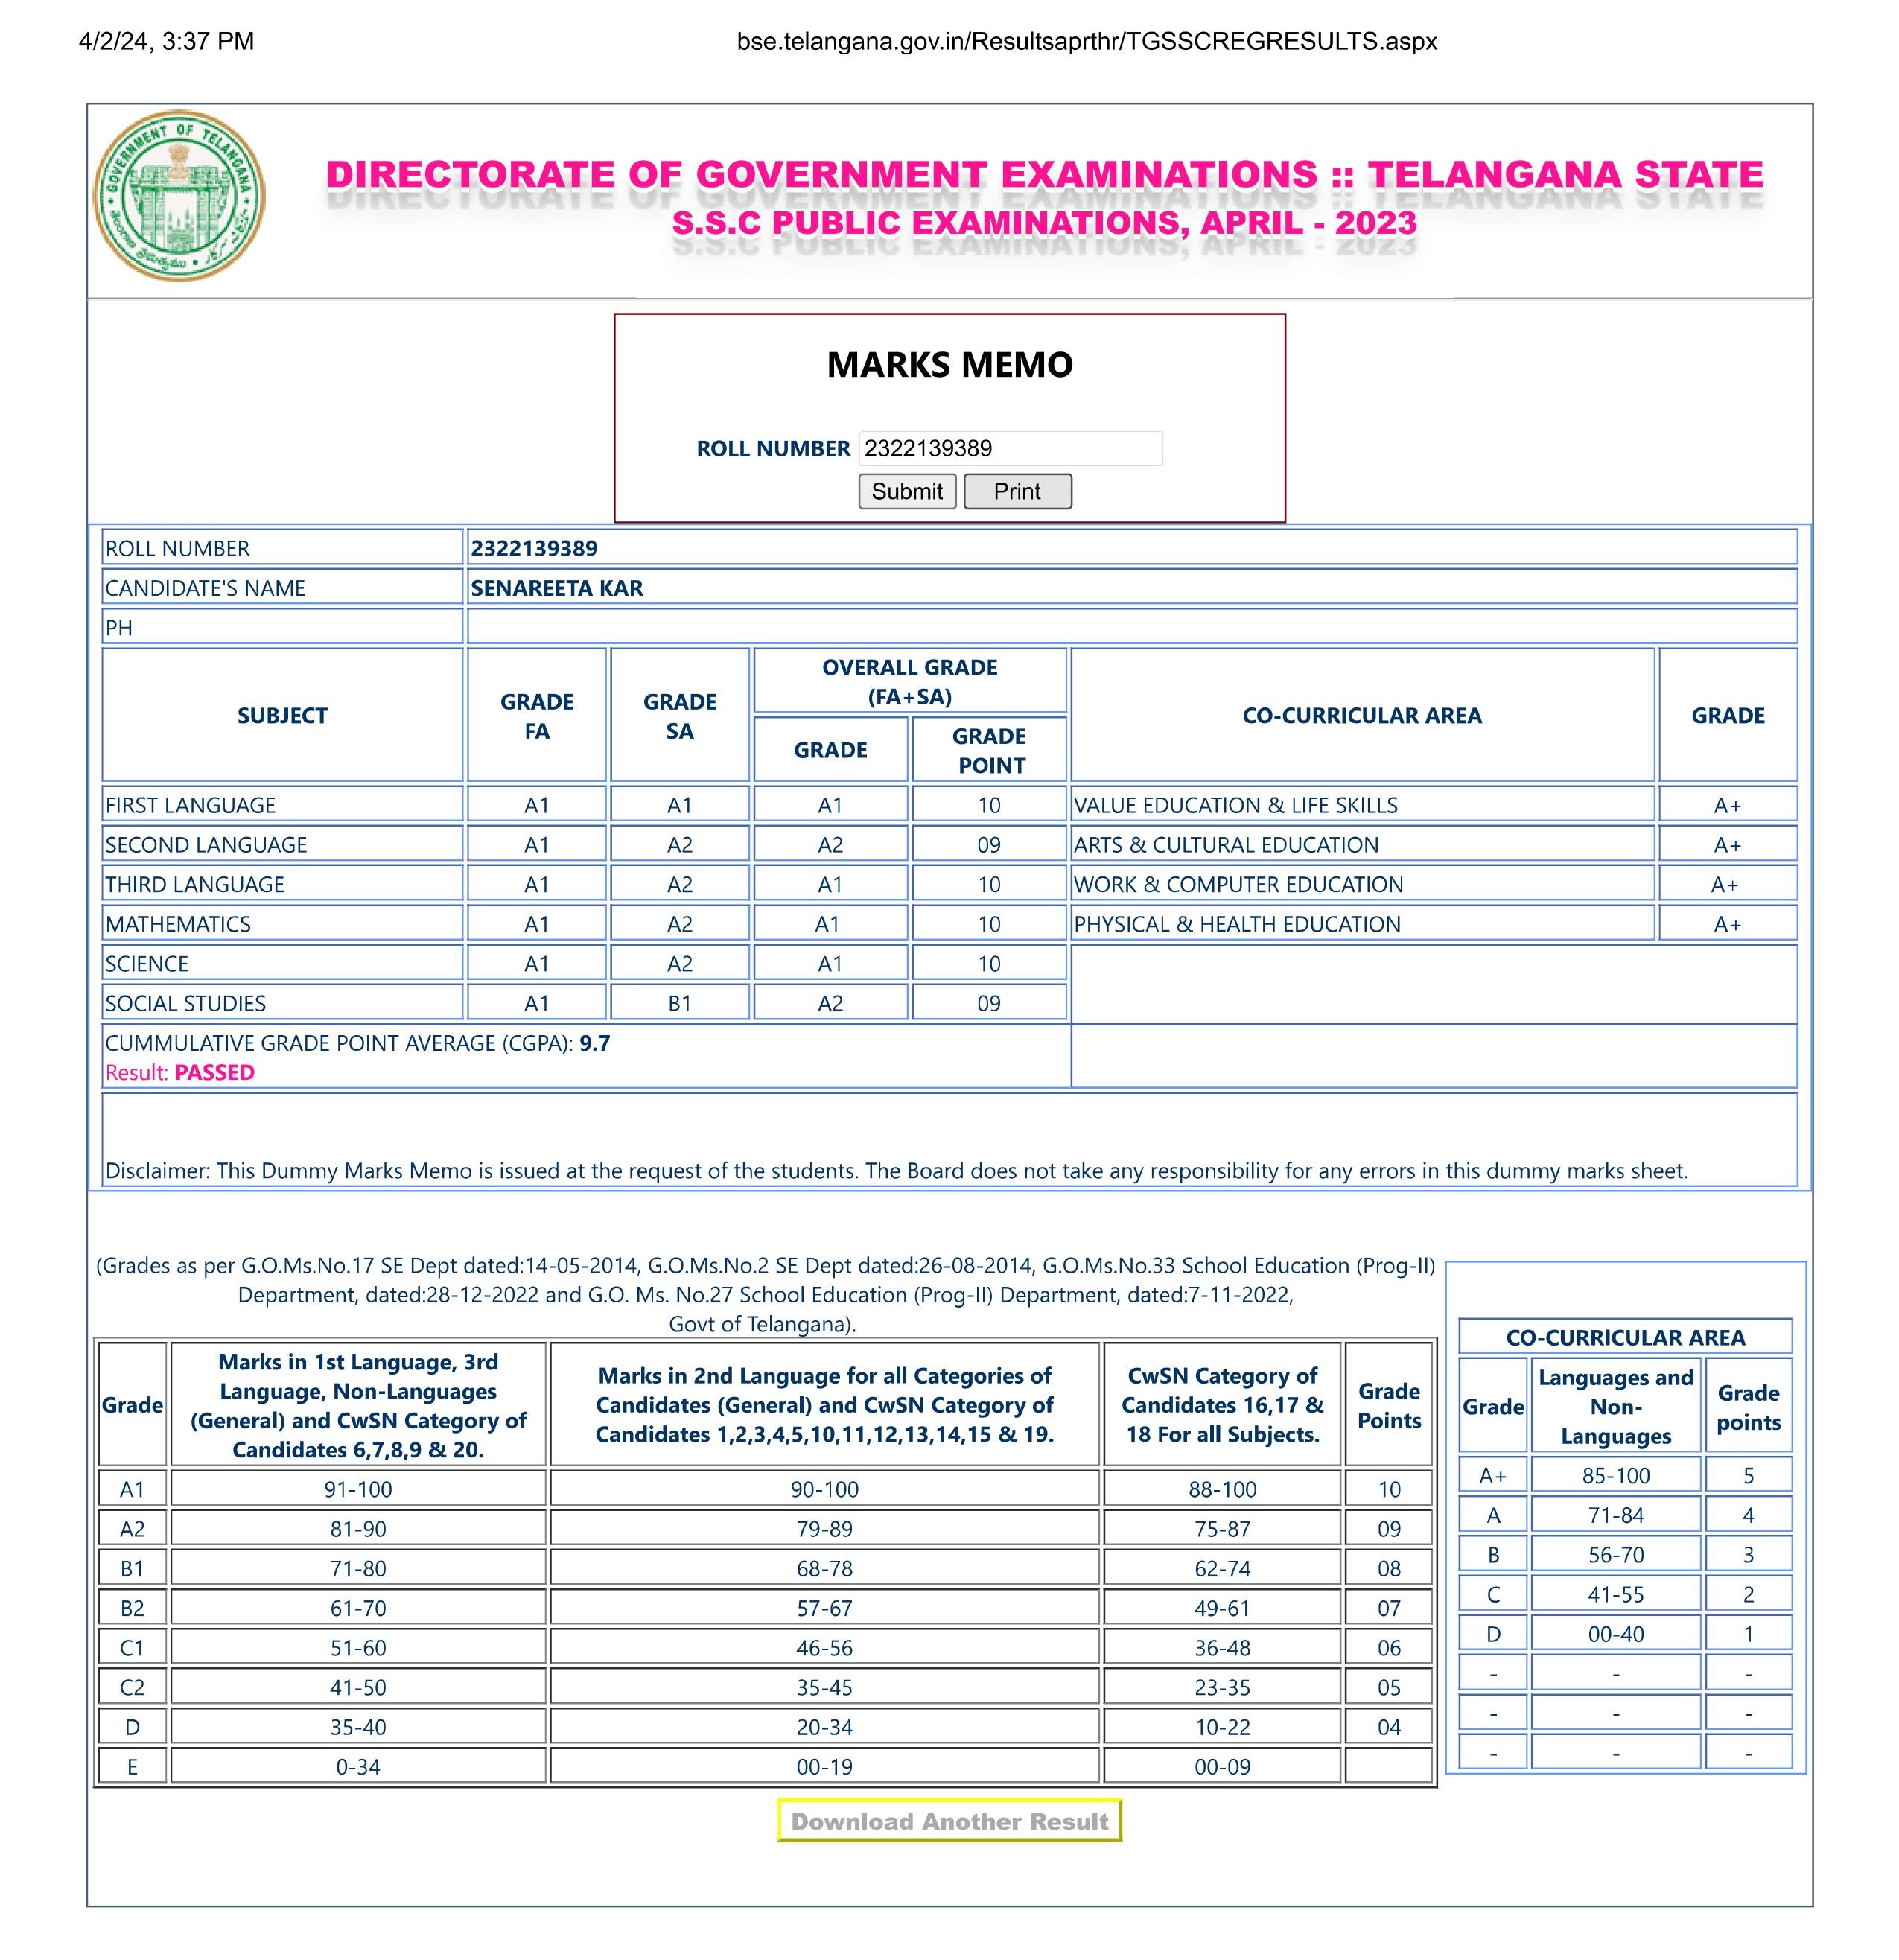 4/2/24, 3:37 PM
bse.telangana.gov.in/Resultsaprthr/TGSSCREGRESULTS.aspx
GOVERNMENT OF TELANGANA
DIRECTORATE OF GOVERNMENT EXAMINATIONS :: TELANGANA STATE
S.S.C PUBLIC EXAMINATIONS, APRIL - 2023
MARKS MEMO
ROLL NUMBER 2322139389
Submit Print
ROLL NUMBER 2322139389
CANDIDATE'S NAME SENAREETA KAR
PH
SUBJECT GRADE FA GRADE SA OVERALL GRADE (FA+SA) GRADE GRADE POINT CO-CURRICULAR AREA GRADE
FIRST LANGUAGE A1 A1 A1 10 VALUE EDUCATION & LIFE SKILLS A+
SECOND LANGUAGE A1 A2 A2 09 ARTS & CULTURAL EDUCATION A+
THIRD LANGUAGE A1 A2 A1 10 WORK & COMPUTER EDUCATION A+
MATHEMATICS A1 A2 A1 10 PHYSICAL & HEALTH EDUCATION A+
SCIENCE A1 A2 A1 10
SOCIAL STUDIES A1 B1 A2 09
CUMMULATIVE GRADE POINT AVERAGE (CGPA): 9.7
Result: PASSED
Disclaimer: This Dummy Marks Memo is issued at the request of the students. The Board does not take any responsibility for any errors in this dummy marks sheet.
(Grades as per G.O.Ms.No.17 SE Dept dated:14-05-2014, G.O.Ms.No.2 SE Dept dated:26-08-2014, G.O.Ms.No.33 School Education (Prog-II)
Department, dated:28-12-2022 and G.O. Ms. No.27 School Education (Prog-II) Department, dated:7-11-2022,
Govt of Telangana).
Grade
Marks in 1st Language, 3rd
Language, Non-Languages
(General) and CwSN Category of
Candidates 6,7,8,9 & 20.
Marks in 2nd Language for all Categories of
Candidates (General) and CwSN Category of
Candidates 1,2,3,4,5,10,11,12,13,14,15 & 19.
CwSN Category of
Candidates 16,17 &
18 For all Subjects.
Grade
Points
A1 91-100 90-100 88-100 10
A2 81-90 79-89 75-87 09
B1 71-80 68-78 62-74 08
B2 61-70 57-67 49-61 07
C1 51-60 46-56 36-48 06
C2 41-50 35-45 23-35 05
D 35-40 20-34 10-22 04
E 0-34 00-19 00-09
CO-CURRICULAR AREA
Grade
Languages and
Non-
Languages
Grade
points
A+ 85-100 5
A 71-84 4
B 56-70 3
C 41-55 2
D 00-40 1
- - -
- - -
- - -
Download Another Result